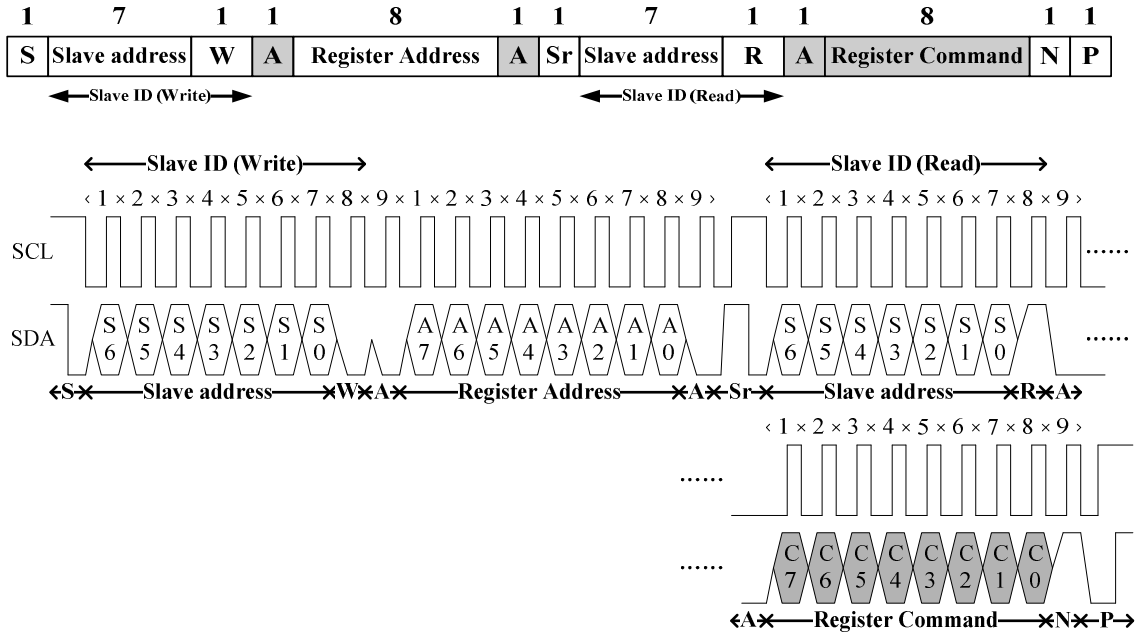 1 7 1 1 8 1 1 7 1 1 8 1 1
S Slave address W A Register Address A Sr Slave address R A Register Command N P
Slave ID (Write) Slave ID (Read)
Slave ID (Write) Slave ID (Read)
‹ 1 × 2 × 3 × 4 × 5 × 6 × 7 × 8 × 9 × 1 × 2 × 3 × 4 × 5 × 6 × 7 × 8 × 9 › ‹ 1 × 2 × 3 × 4 × 5 × 6 × 7 × 8 × 9 ›
SCL ......
SDA S6 S5 S4 S3 S2 S1 S0 A7 A6 A5 A4 A3 A2 A1 A0 S6 S5 S4 S3 S2 S1 S0 ......
S Slave address W A Register Address A Sr Slave address R A
‹ 1 × 2 × 3 × 4 × 5 × 6 × 7 × 8 × 9 ›
......
...... C7 C6 C5 C4 C3 C2 C1 C0
A Register Command N P